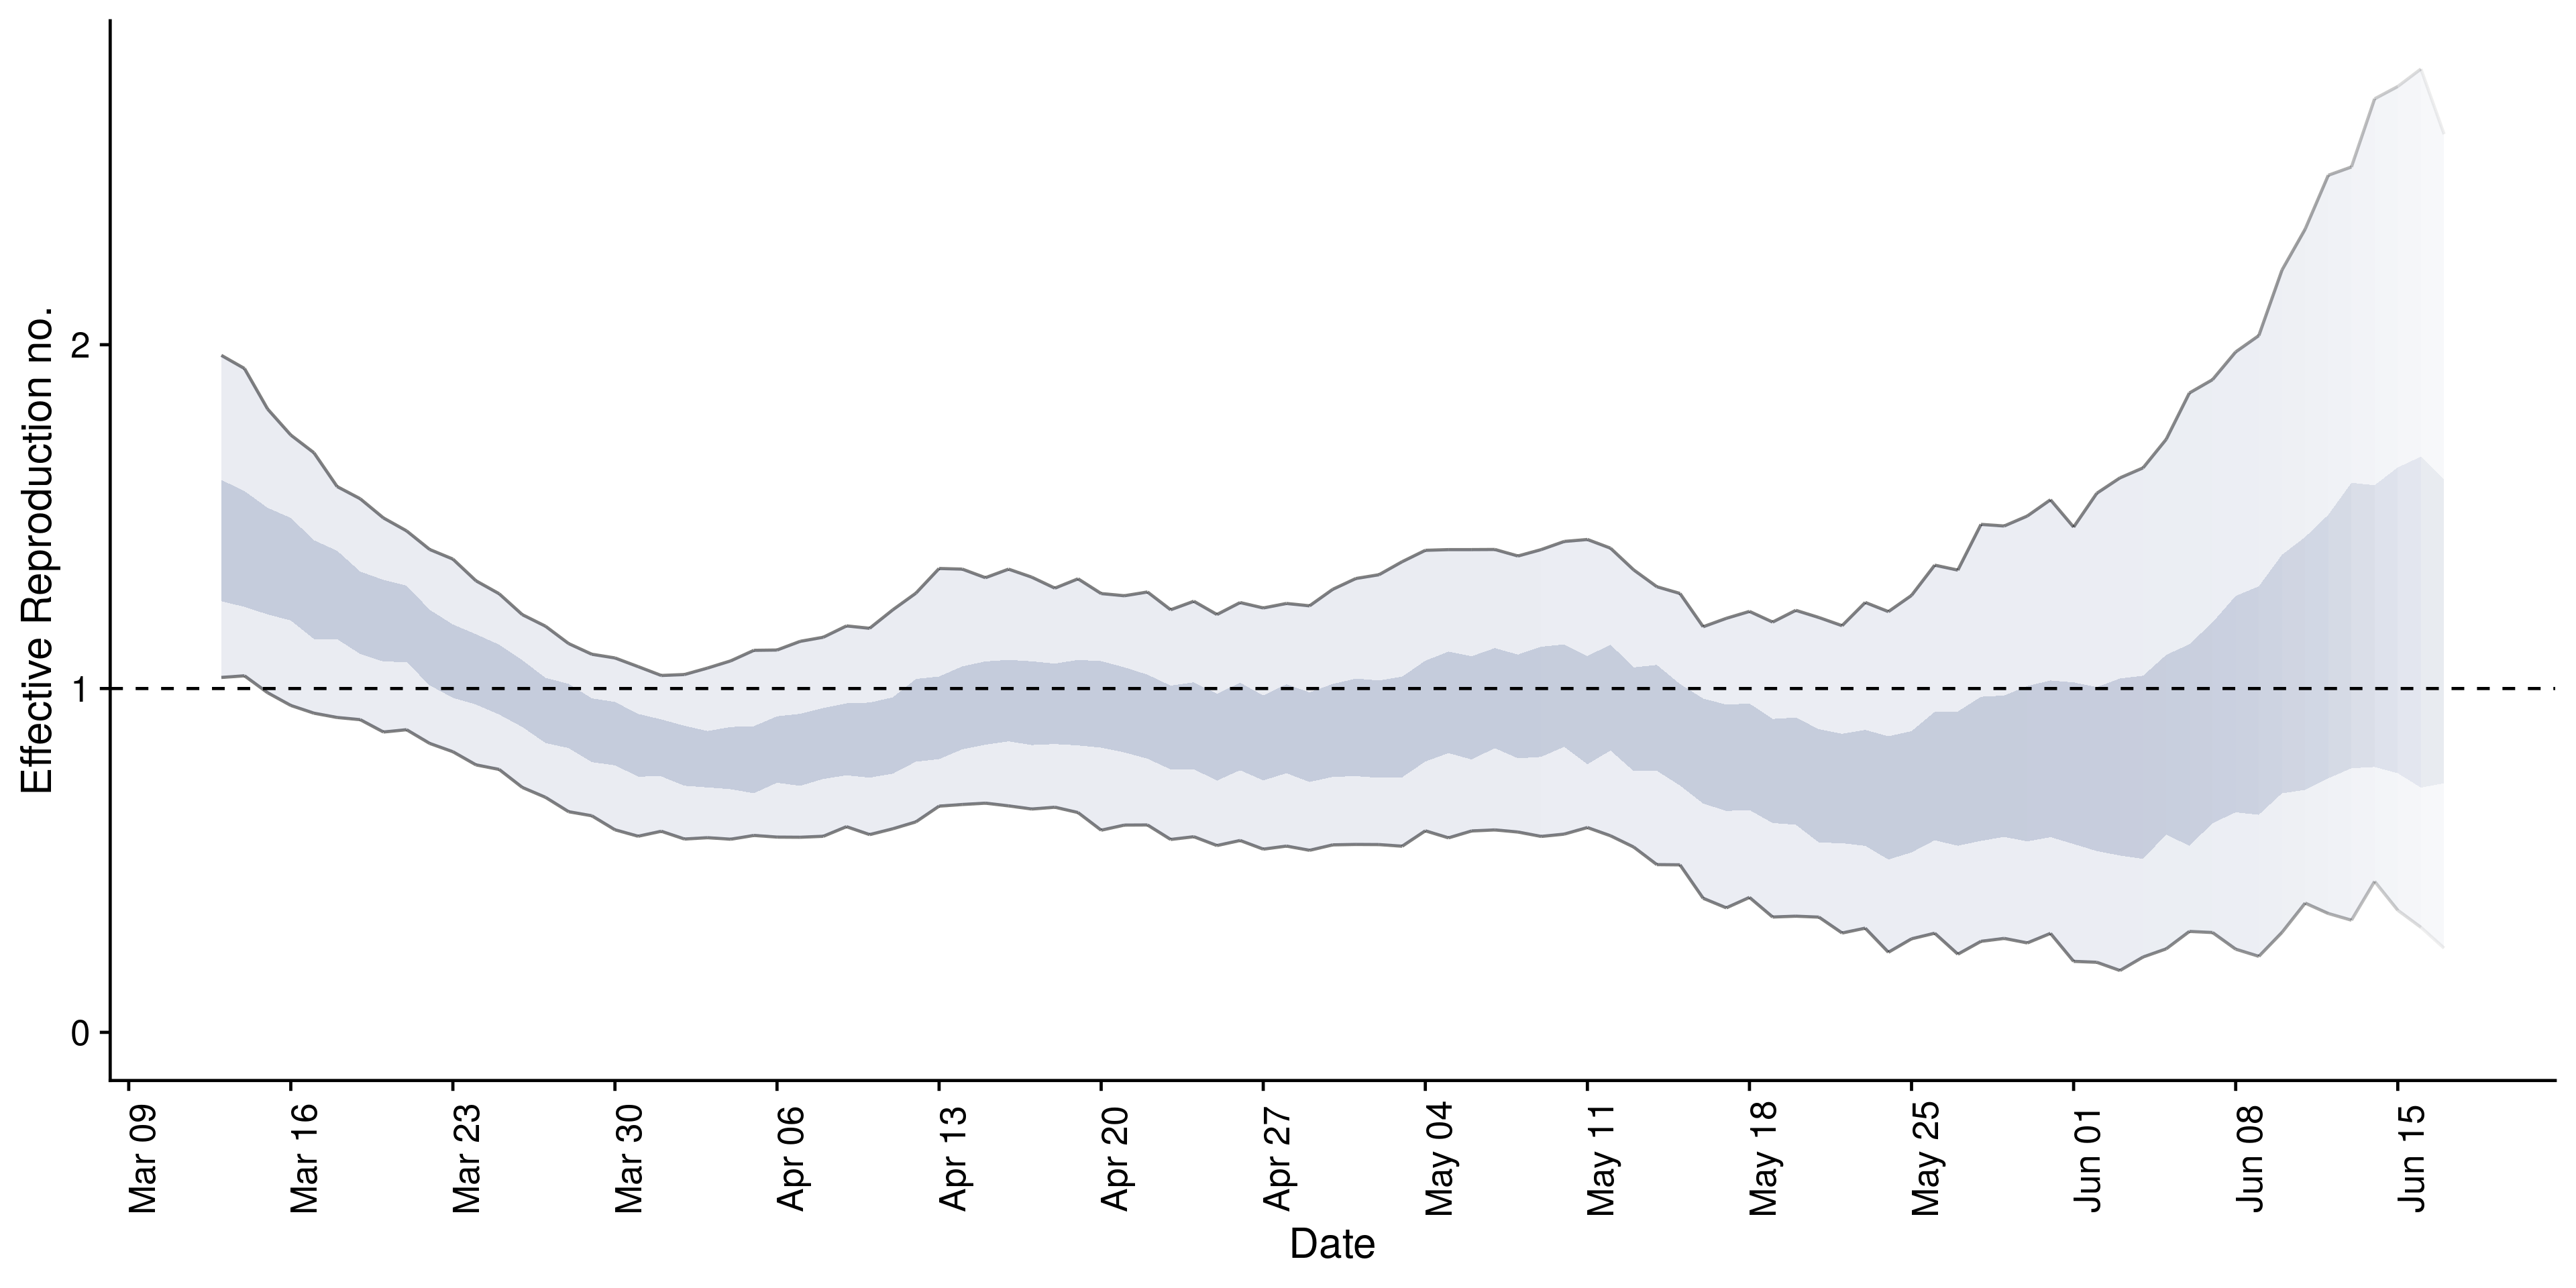 Effective Reproduction no.
2
1
0
Mar 09
Mar 16
Mar 23
Mar 30
Apr 06
Apr 13
Apr 20
Apr 27
May 04
May 11
May 18
May 25
Jun 01
Jun 08
Jun 15
Date